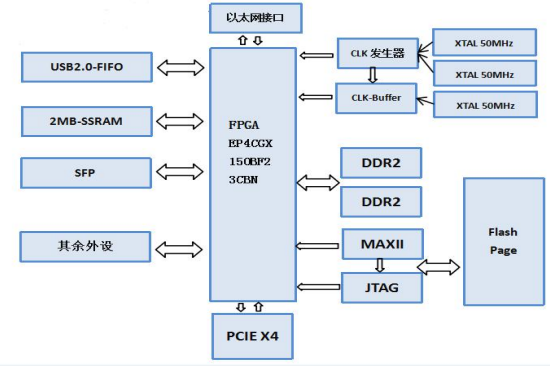 以太网接口
USB2.0-FIFO
2MB-SSRAM
SFP
其余外设
FPGA
EP4CGX
150BF2
3CBN
CLK 发生器
CLK-Buffer
XTAL 50MHz
XTAL 50MHz
XTAL 50MHz
DDR2
DDR2
MAXII
JTAG
Flash
Page
PCIE X4